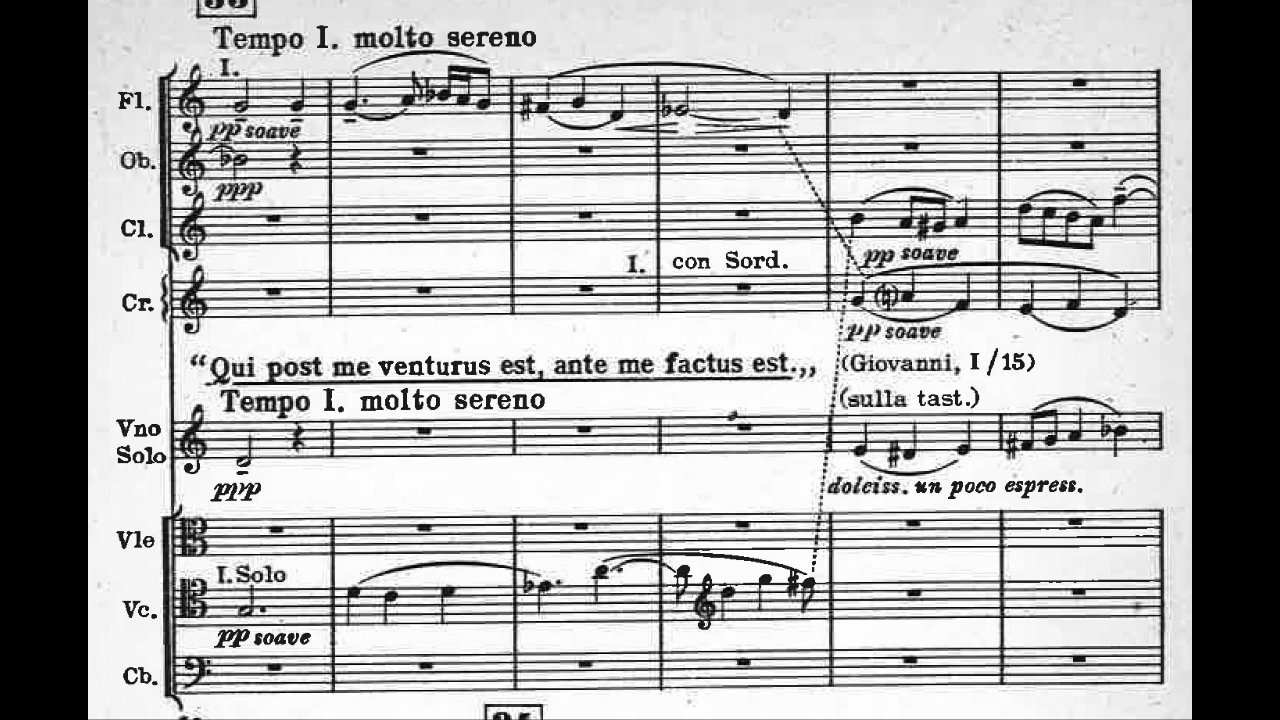 Tempo I. molto sereno
I.
Fl.
pp soave
Ob.
ppp
Cl.
pp soave
I. con Sord.
Cr.
pp soave
“Qui post me venturus est, ante me factus est.„ (Giovanni, I/15)
Tempo I. molto sereno (sulla tast.)
Vno
Solo
ppp
dolciss. un poco espress.
Vle
I. Solo
Vc.
pp soave
Cb.